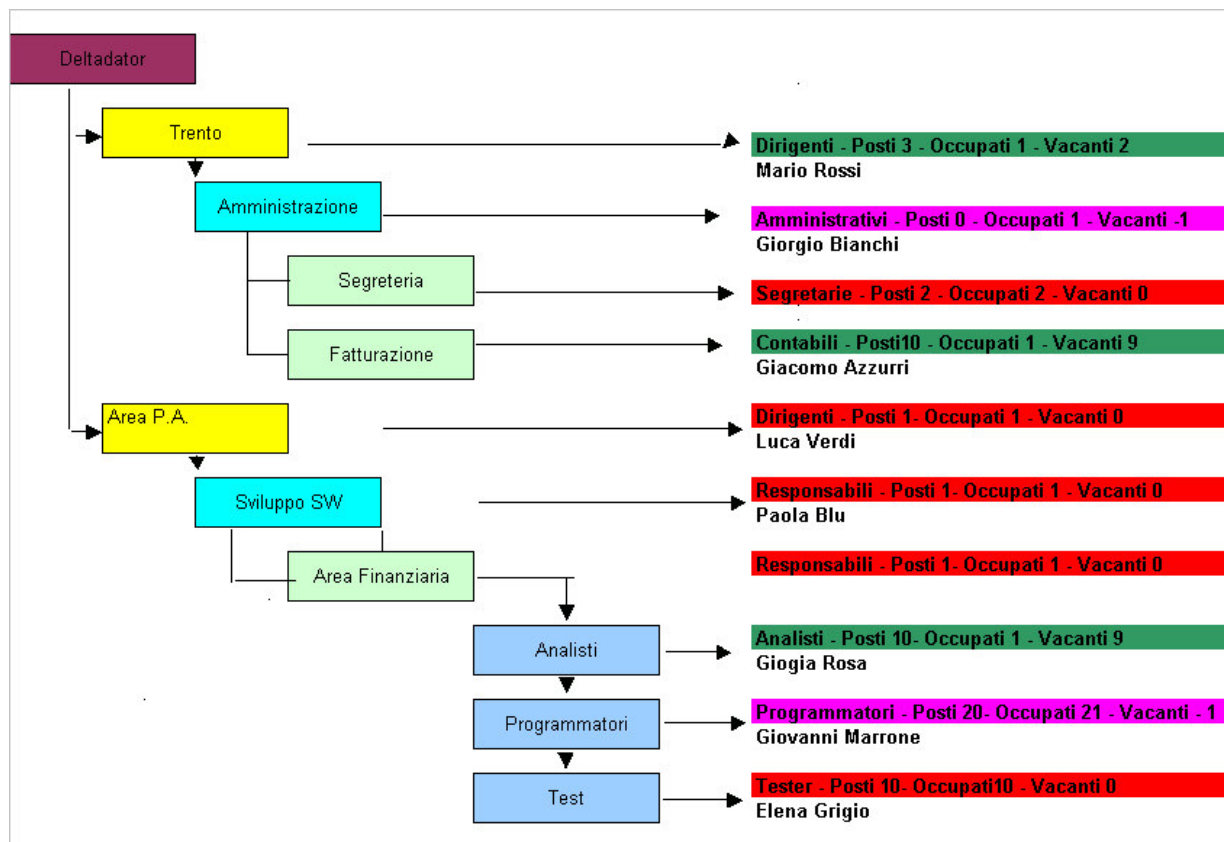 Deltadator
Trento
Dirigenti - Posti 3 - Occupati 1 - Vacanti 2
Mario Rossi
Amministrazione
Amministrativi - Posti 0 - Occupati 1 - Vacanti -1
Giorgio Bianchi
Segreteria
Segretarie - Posti 2 - Occupati 2 - Vacanti 0
Fatturazione
Contabili - Posti10 - Occupati 1 - Vacanti 9
Giacomo Azzurri
Area P.A.
Dirigenti - Posti 1- Occupati 1 - Vacanti 0
Luca Verdi
Sviluppo SW
Responsabili - Posti 1- Occupati 1 - Vacanti 0
Paola Blu
Area Finanziaria
Responsabili - Posti 1- Occupati 1 - Vacanti 0
Analisti
Analisti - Posti 10- Occupati 1 - Vacanti 9
Giogia Rosa
Programmatori
Programmatori - Posti 20- Occupati 21 - Vacanti - 1
Giovanni Marrone
Test
Tester - Posti 10- Occupati10 - Vacanti 0
Elena Grigio